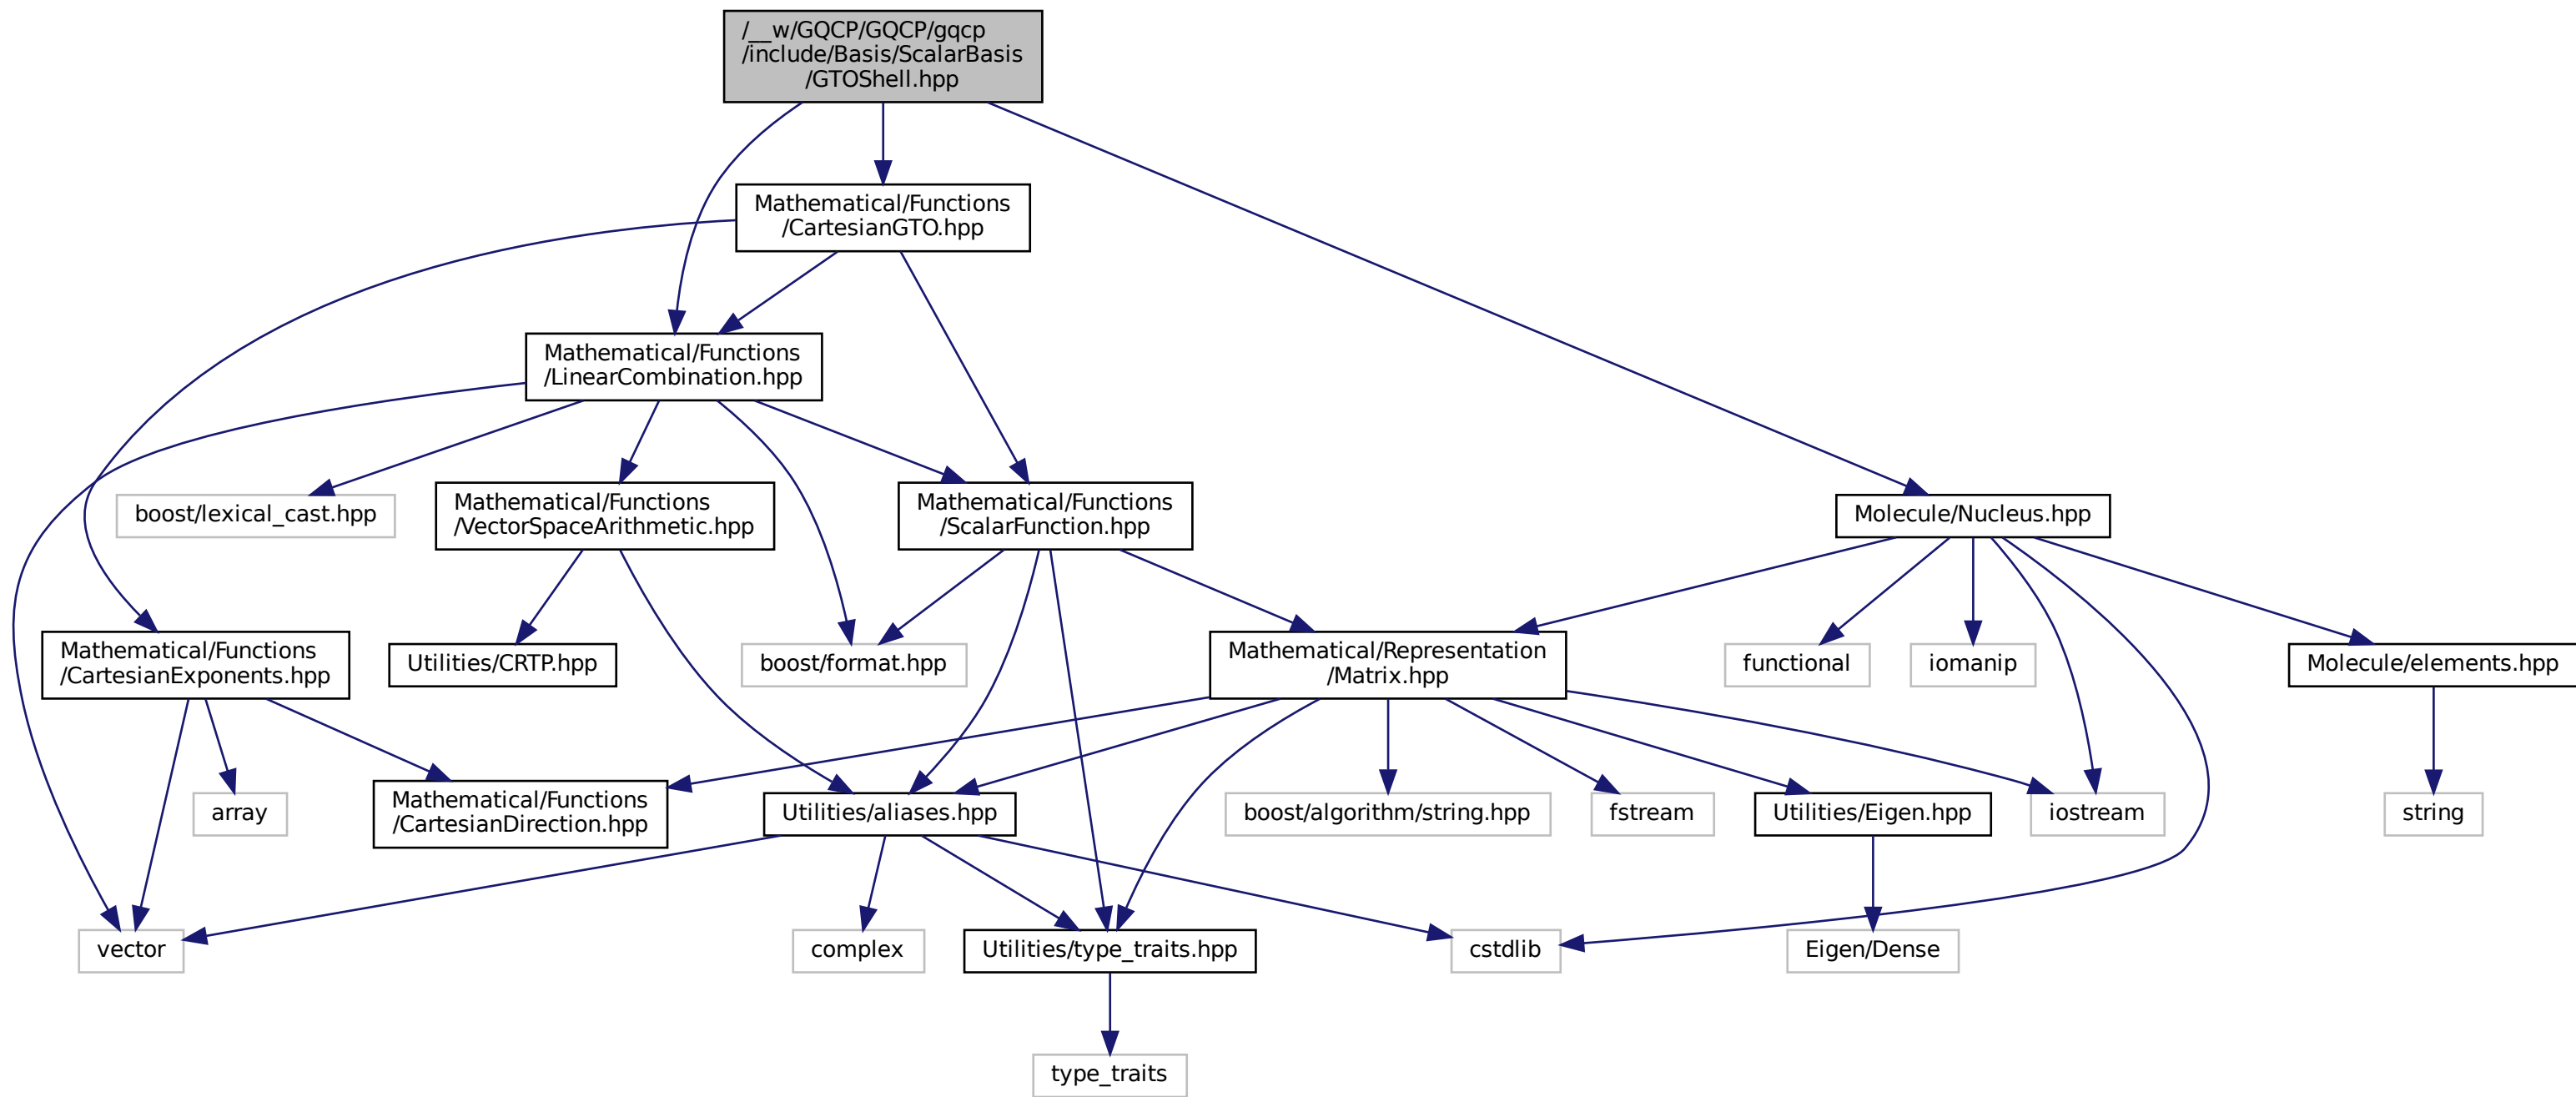 /__w/GQCP/GQCP/gqcp
/include/Basis/ScalarBasis
/GTOShell.hpp
Mathematical/Functions
/CartesianGTO.hpp
Mathematical/Functions
/LinearCombination.hpp
boost/lexical_cast.hpp
Mathematical/Functions
/VectorSpaceArithmetic.hpp
Mathematical/Functions
/ScalarFunction.hpp
Molecule/Nucleus.hpp
Mathematical/Functions
/CartesianExponents.hpp
Utilities/CRTP.hpp
boost/format.hpp
Mathematical/Representation
/Matrix.hpp
functional
iomanip
Molecule/elements.hpp
array
Mathematical/Functions
/CartesianDirection.hpp
Utilities/aliases.hpp
boost/algorithm/string.hpp
fstream
Utilities/Eigen.hpp
iostream
string
vector
complex
Utilities/type_traits.hpp
cstdlib
Eigen/Dense
type_traits